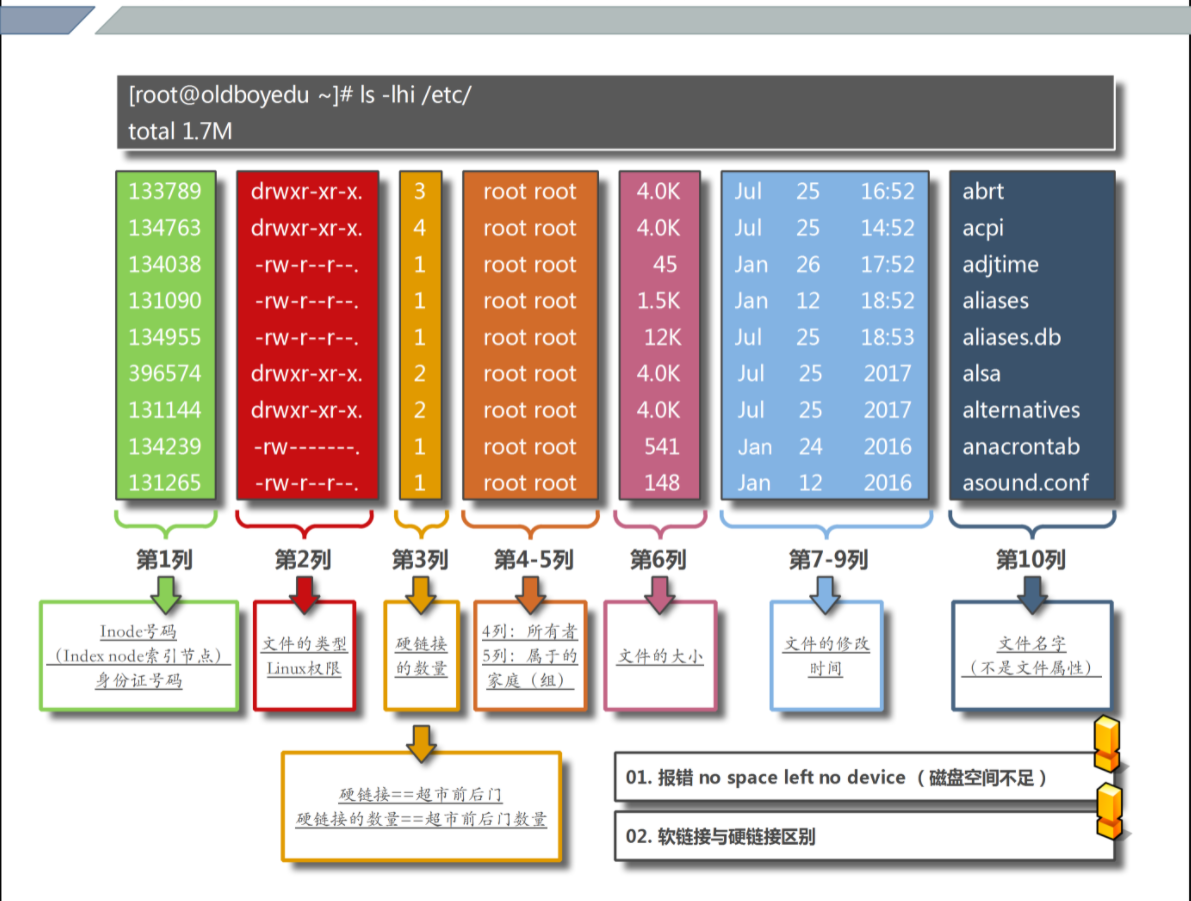 [root@oldboyedu ~]# ls -lhi /etc/
total 1.7M
133789 drwxr-xr-x. 3 root root 4.0K Jul 25 16:52 abrt
134763 drwxr-xr-x. 4 root root 4.0K Jul 25 14:52 acpi
134038 -rw-r--r--. 1 root root 45 Jan 26 17:52 adjtime
131090 -rw-r--r--. 1 root root 1.5K Jan 12 18:52 aliases
134955 -rw-r--r--. 1 root root 12K Jul 25 18:53 aliases.db
396574 drwxr-xr-x. 2 root root 4.0K Jul 25 2017 alsa
131144 drwxr-xr-x. 2 root root 4.0K Jul 25 2017 alternatives
134239 -rw-------. 1 root root 541 Jan 24 2016 anacrontab
131265 -rw-r--r--. 1 root root 148 Jan 12 2016 asound.conf
第1列 第2列 第3列 第4-5列 第6列 第7-9列 第10列
Inode号码
（Index node索引节点）
身份证号码
文件的类型
Linux权限
硬链接
的数量
4列：所有者
5列：属于的
家庭（组）
文件的大小
文件的修改
时间
文件名字
（不是文件属性）
硬链接==超市前后门
硬链接的数量==超市前后门数量
01. 报错 no space left no device （磁盘空间不足）
02. 软链接与硬链接区别